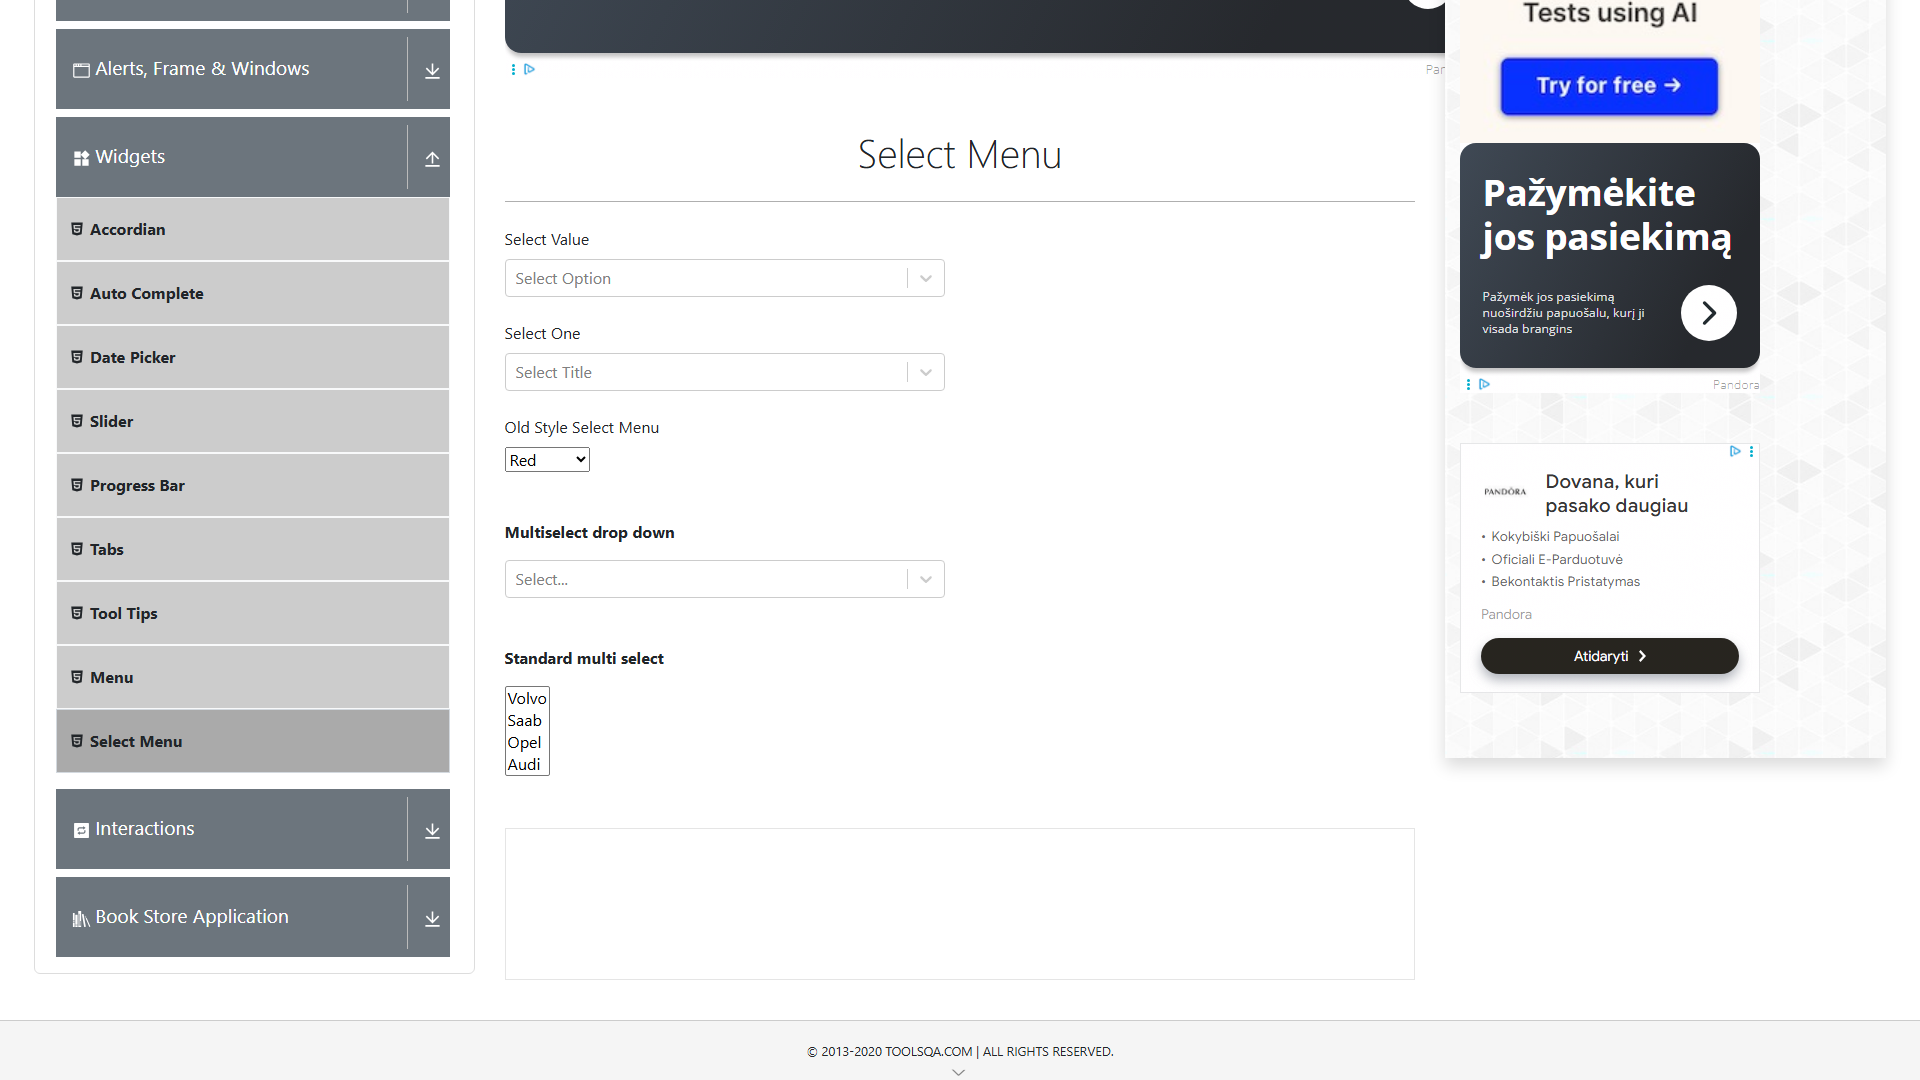 Alerts, Frame & Windows
Widgets
Accordian
Auto Complete
Date Picker
Slider
Progress Bar
Tabs
Tool Tips
Menu
Select Menu
Interactions
Book Store Application
Select Menu
Select Value
Select Option
Select One
Select Title
Old Style Select Menu
Red
Multiselect drop down
Select...
Standard multi select
Volvo
Saab
Opel
Audi
Tests using AI
Try for free →
Pažymėkite
jos pasiekimą
Pažymėk jos pasiekimą
nuoširdžiu papuošalu, kurį ji
visada brangins
Pandora
PANDÖRA
Dovana, kuri
pasako daugiau
• Kokybiški Papuošalai
• Oficiali E-Parduotuvė
• Bekontaktis Pristatymas
Pandora
Atidaryti
© 2013-2020 TOOLSQA.COM | ALL RIGHTS RESERVED.